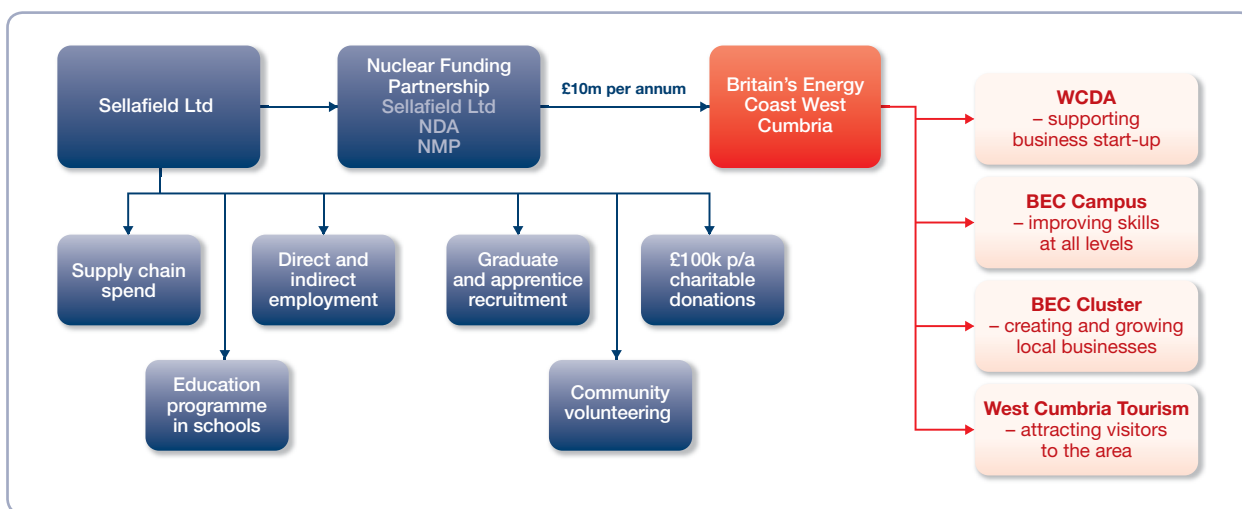 Sellafield Ltd
Nuclear Funding
Partnership
Sellafield Ltd
NDA
NMP
£10m per annum
Britain’s Energy
Coast West
Cumbria
WCDA
– supporting
business start-up
BEC Campus
– improving skills
at all levels
BEC Cluster
– creating and growing
local businesses
West Cumbria Tourism
– attracting visitors
to the area
Supply chain
spend
Direct and
indirect
employment
Graduate
and apprentice
recruitment
£100k p/a
charitable
donations
Education
programme
in schools
Community
volunteering